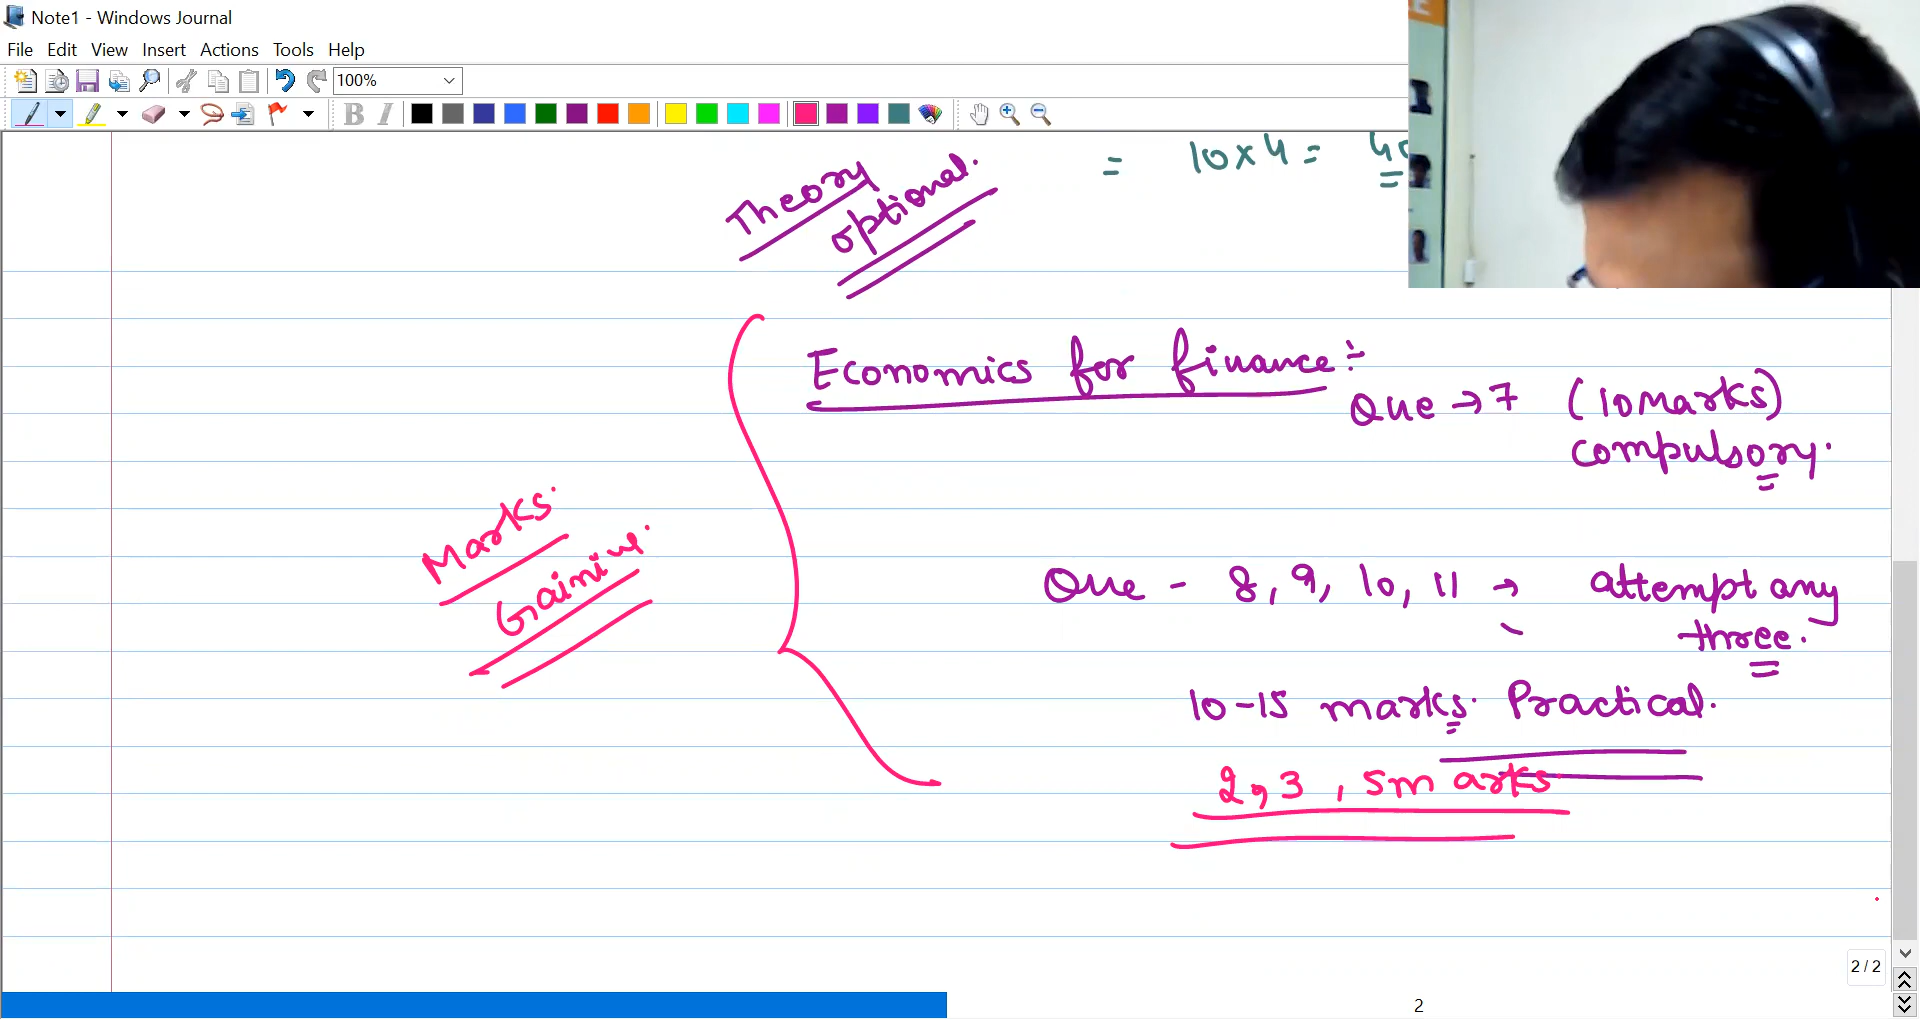 Note1 - Windows Journal
File Edit View Insert Actions Tools Help
100%
B I
= 10 x 4 =
Theory
optional.
Economics for finance:-
Que → 7 (10 Marks)
compulsory.
Marks.
Que - 8, 9, 10, 11 → attempt any
three.
10-15 marks. Practical.
2, 3, 5 marks.
2 / 2
2